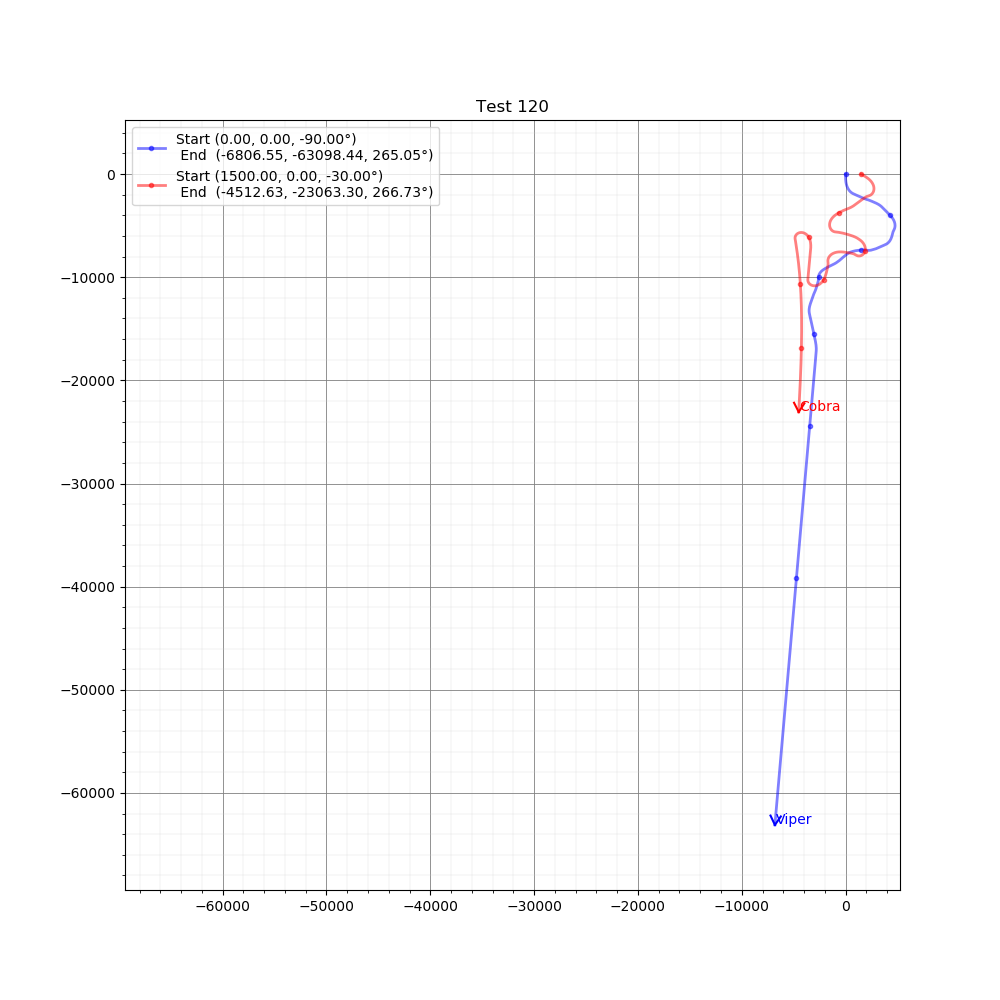 Test 120
Start (0.00, 0.00, -90.00°)
End (-6806.55, -63098.44, 265.05°)
Start (1500.00, 0.00, -30.00°)
End (-4512.63, -23063.30, 266.73°)
0
−10000
−20000
−30000
−40000
−50000
−60000
Cobra
Viper
−60000
−50000
−40000
−30000
−20000
−10000
0